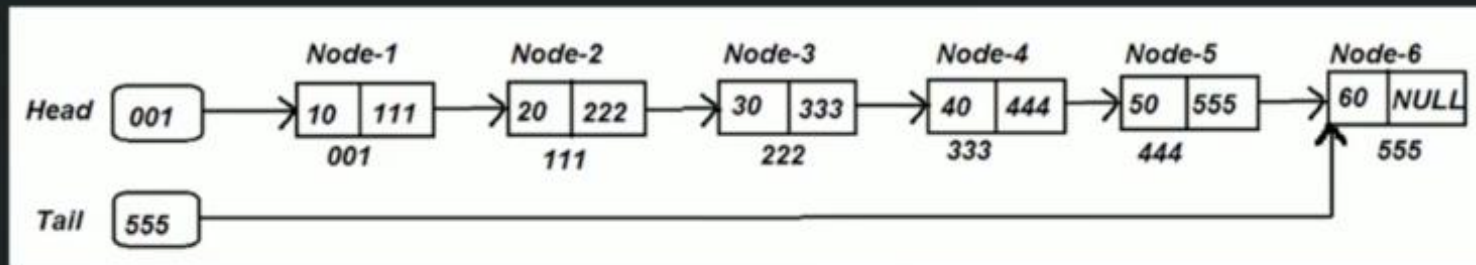 Node-1 Node-2 Node-3 Node-4 Node-5 Node-6
Head 001 10 111 20 222 30 333 40 444 50 555 60 NULL
001 111 222 333 444 555
Tail 555